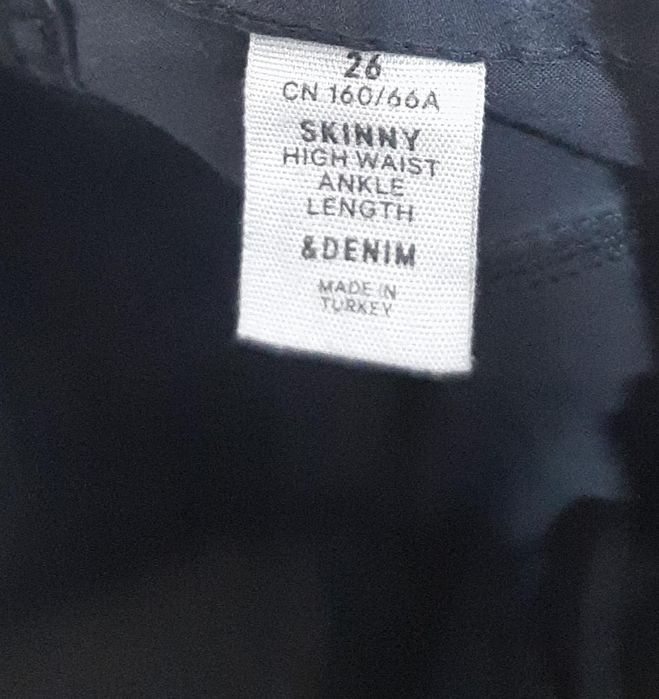 26
CN 160/66A
SKINNY
HIGH WAIST
ANKLE
LENGTH
&DENIM
MADE IN
TURKEY